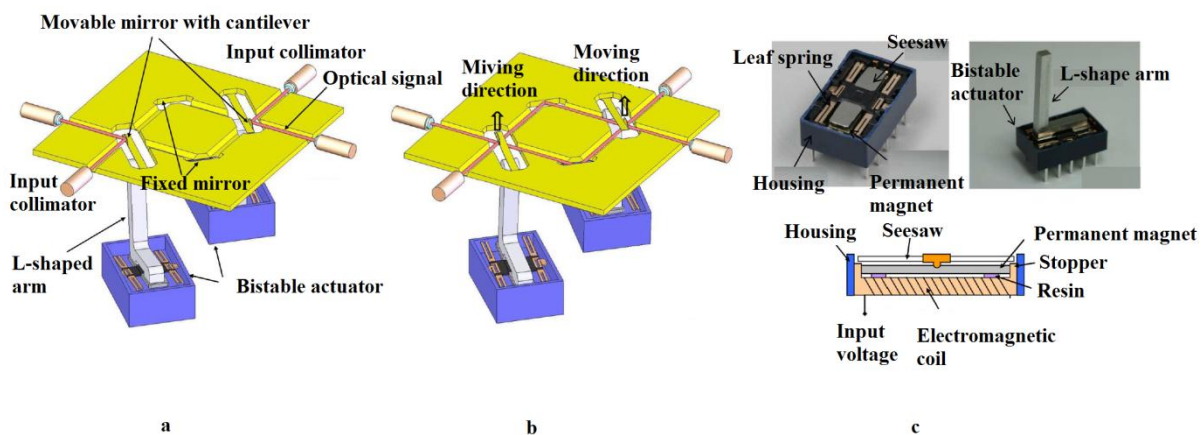 Movable mirror with cantilever
Input collimator
Optical signal
Fixed mirror
Input
collimator
L-shaped
arm
Bistable actuator
a
Miving
direction
Moving
direction
b
Seesaw
Leaf spring
Housing
Permanent
magnet
Bistable
actuator
L-shape arm
Housing
Seesaw
Permanent magnet
Stopper
Resin
Input
voltage
Electromagnetic
coil
c